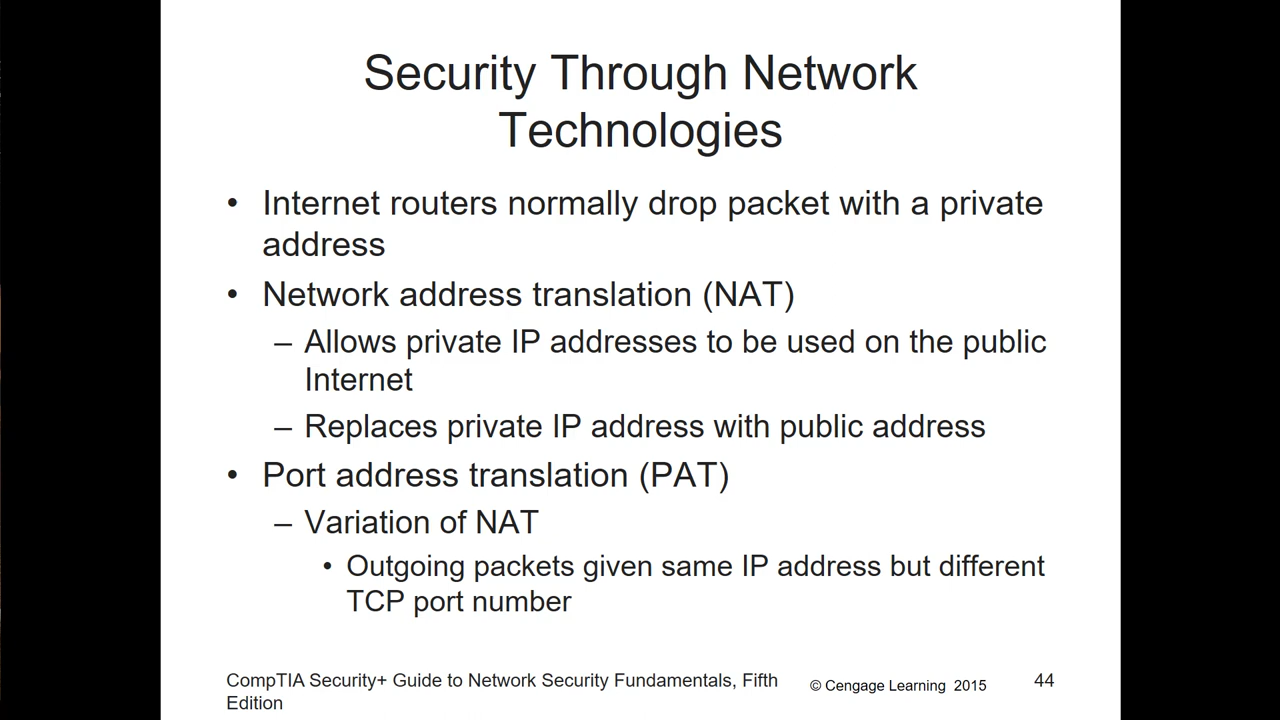 Security Through Network
Technologies
• Internet routers normally drop packet with a private
address
• Network address translation (NAT)
– Allows private IP addresses to be used on the public
Internet
– Replaces private IP address with public address
• Port address translation (PAT)
– Variation of NAT
• Outgoing packets given same IP address but different
TCP port number
CompTIA Security+ Guide to Network Security Fundamentals, Fifth
Edition
© Cengage Learning 2015
44